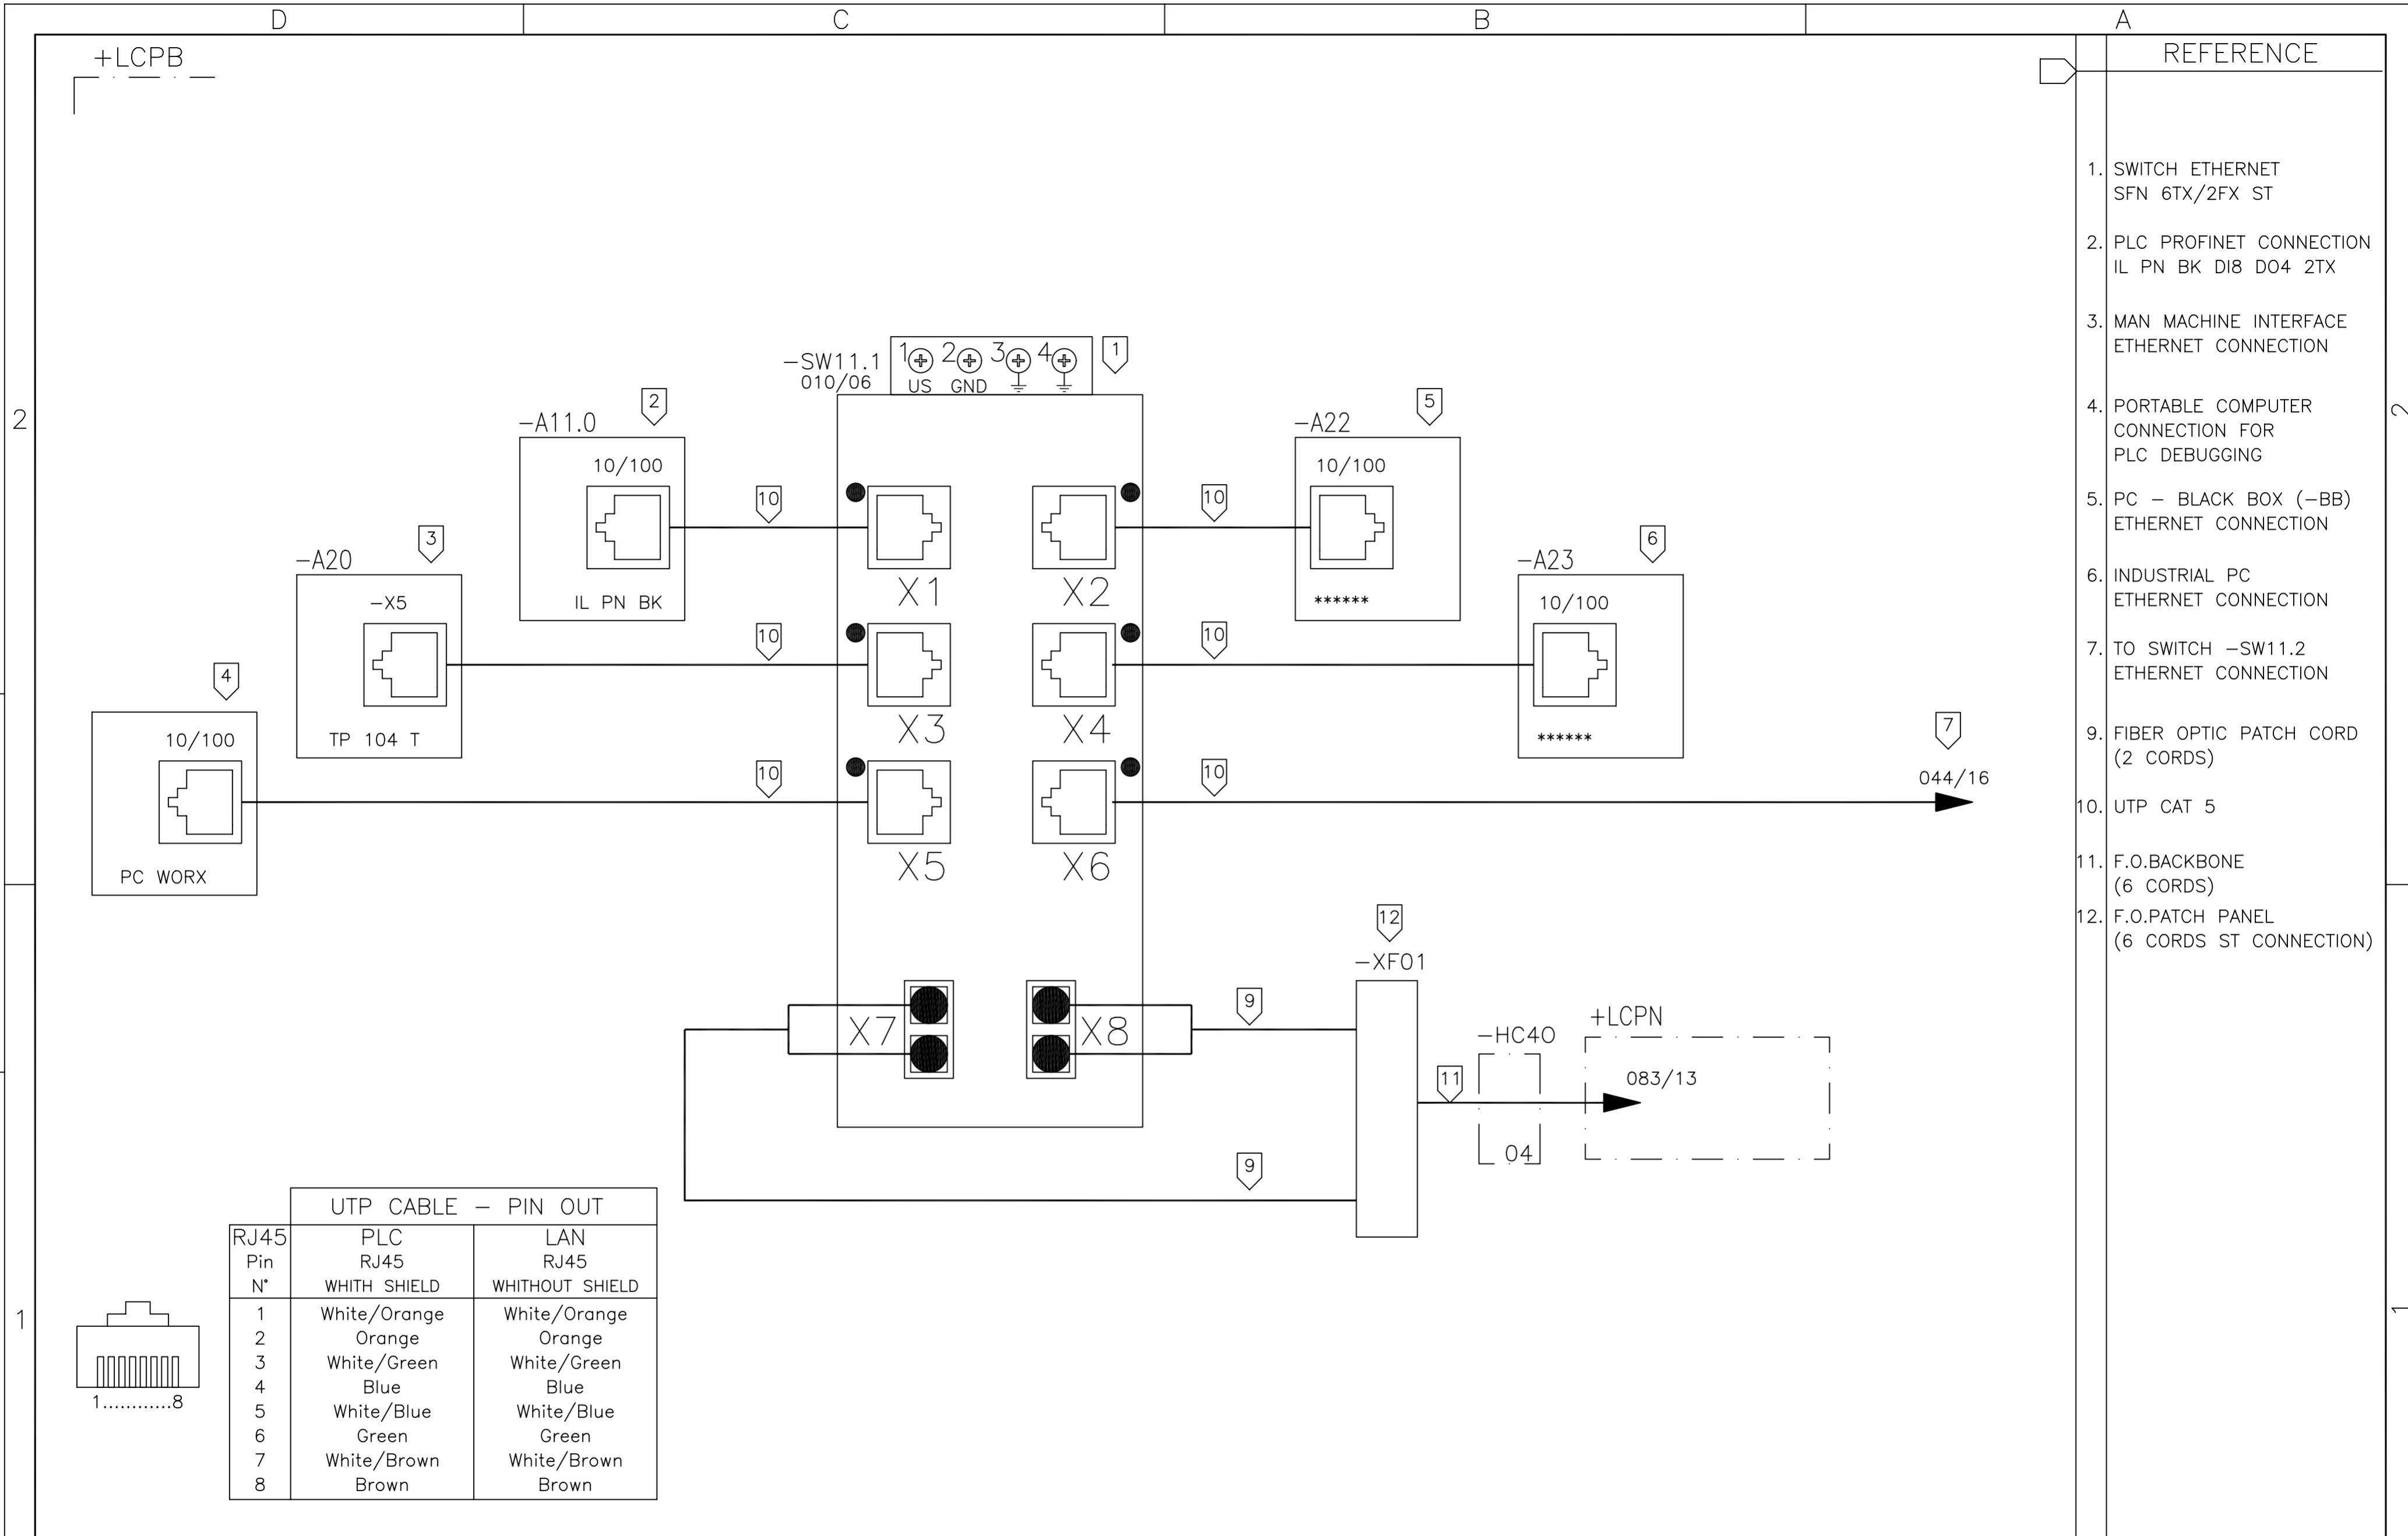 D
C
B
A
+LCPB
REFERENCE
1. SWITCH ETHERNET
SFN 6TX/2FX ST
2. PLC PROFINET CONNECTION
IL PN BK DI8 DO4 2TX
3. MAN MACHINE INTERFACE
ETHERNET CONNECTION
4. PORTABLE COMPUTER
CONNECTION FOR
PLC DEBUGGING
5. PC – BLACK BOX (–BB)
ETHERNET CONNECTION
6. INDUSTRIAL PC
ETHERNET CONNECTION
7. TO SWITCH –SW11.2
ETHERNET CONNECTION
9. FIBER OPTIC PATCH CORD
(2 CORDS)
10. UTP CAT 5
11. F.O.BACKBONE
(6 CORDS)
12. F.O.PATCH PANEL
(6 CORDS ST CONNECTION)
2
2
1
1
–SW11.1
010/06
1 2 3 4
US GND
1
–A11.0
2
10/100
IL PN BK
10
–A20
3
–X5
TP 104 T
10
4
10/100
PC WORX
10
X1
X2
X3
X4
X5
X6
X7
X8
–A22
5
10/100
******
10
–A23
6
10/100
******
10
7
044/16
10
9
9
12
–XF01
11
–HC40
04
+LCPN
083/13
UTP CABLE – PIN OUT
RJ45 PLC LAN
Pin RJ45 RJ45
N° WHITH SHIELD WHITHOUT SHIELD
1 White/Orange White/Orange
2 Orange Orange
3 White/Green White/Green
4 Blue Blue
5 White/Blue White/Blue
6 Green Green
7 White/Brown White/Brown
8 Brown Brown
1............8